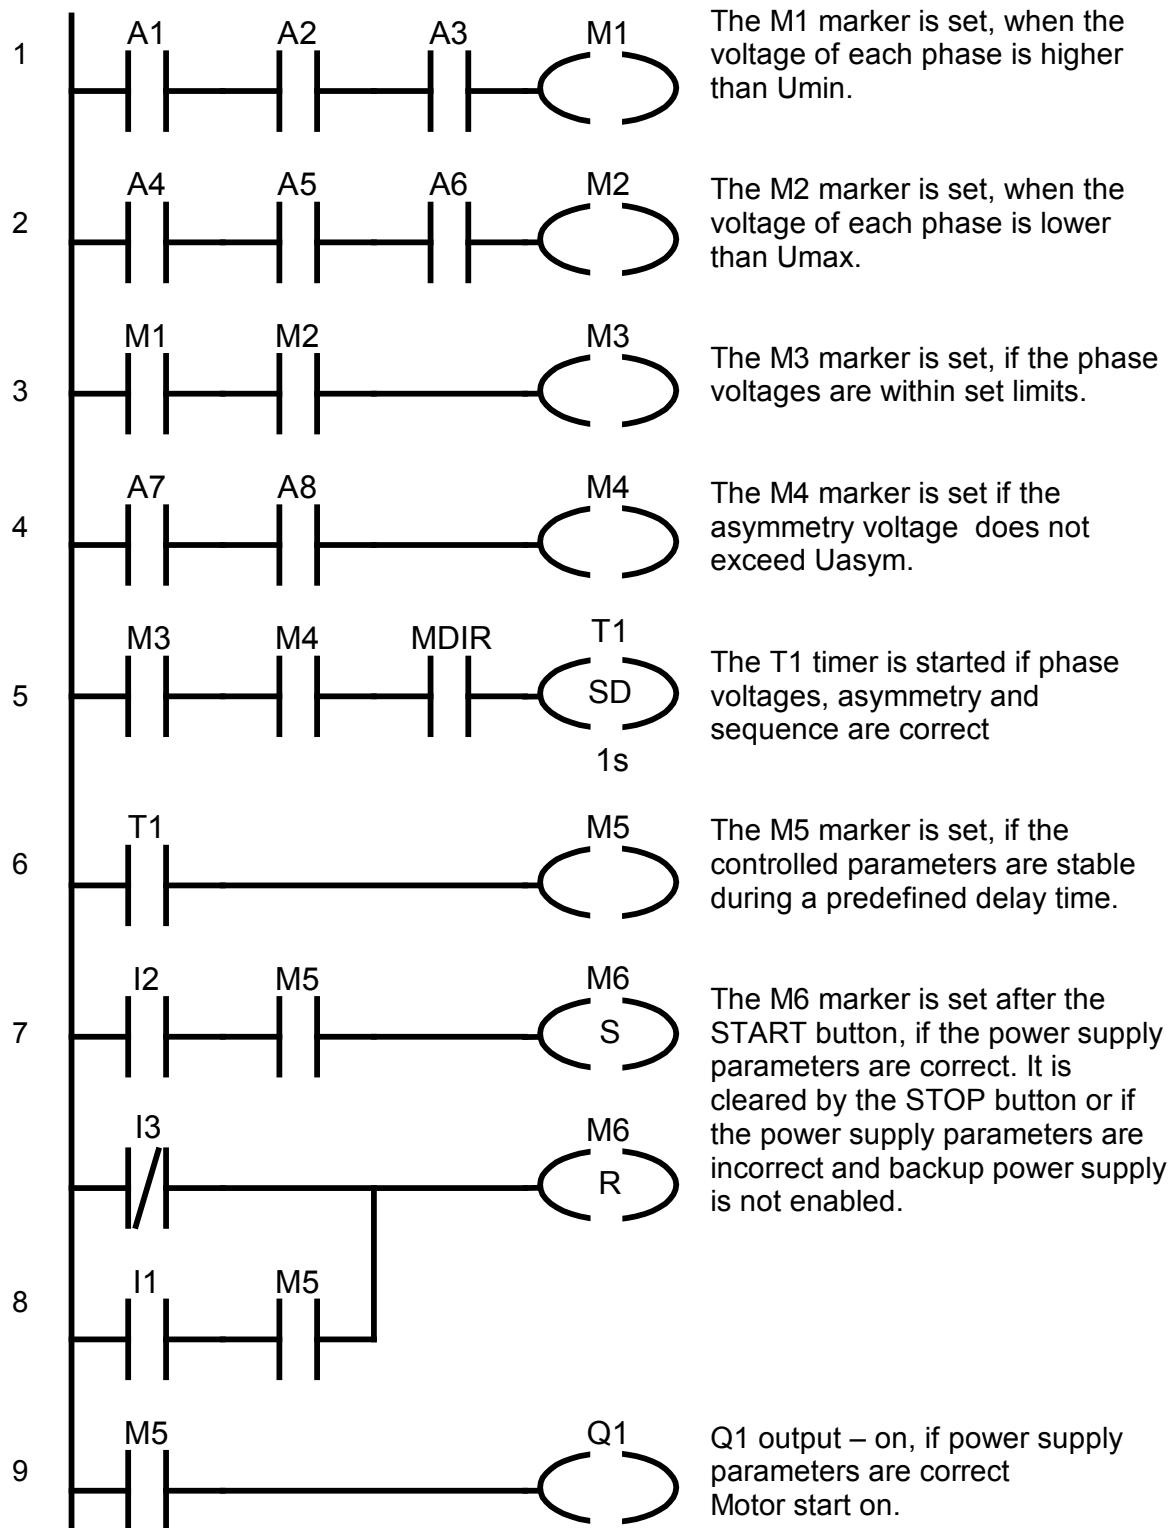 A1 A2 A3 M1
1
The M1 marker is set, when the
voltage of each phase is higher
than Umin.
A4 A5 A6 M2
2
The M2 marker is set, when the
voltage of each phase is lower
than Umax.
M1 M2 M3
3
The M3 marker is set, if the phase
voltages are within set limits.
A7 A8 M4
4
The M4 marker is set if the
asymmetry voltage does not
exceed Uasym.
M3 M4 MDIR T1
5
SD
1s
The T1 timer is started if phase
voltages, asymmetry and
sequence are correct
T1 M5
6
The M5 marker is set, if the
controlled parameters are stable
during a predefined delay time.
I2 M5 M6
7
S
The M6 marker is set after the
START button, if the power supply
parameters are correct. It is
cleared by the STOP button or if
the power supply parameters are
incorrect and backup power supply
is not enabled.
I3 M6
R
I1 M5
8
M5 Q1
9
Q1 output – on, if power supply
parameters are correct
Motor start on.